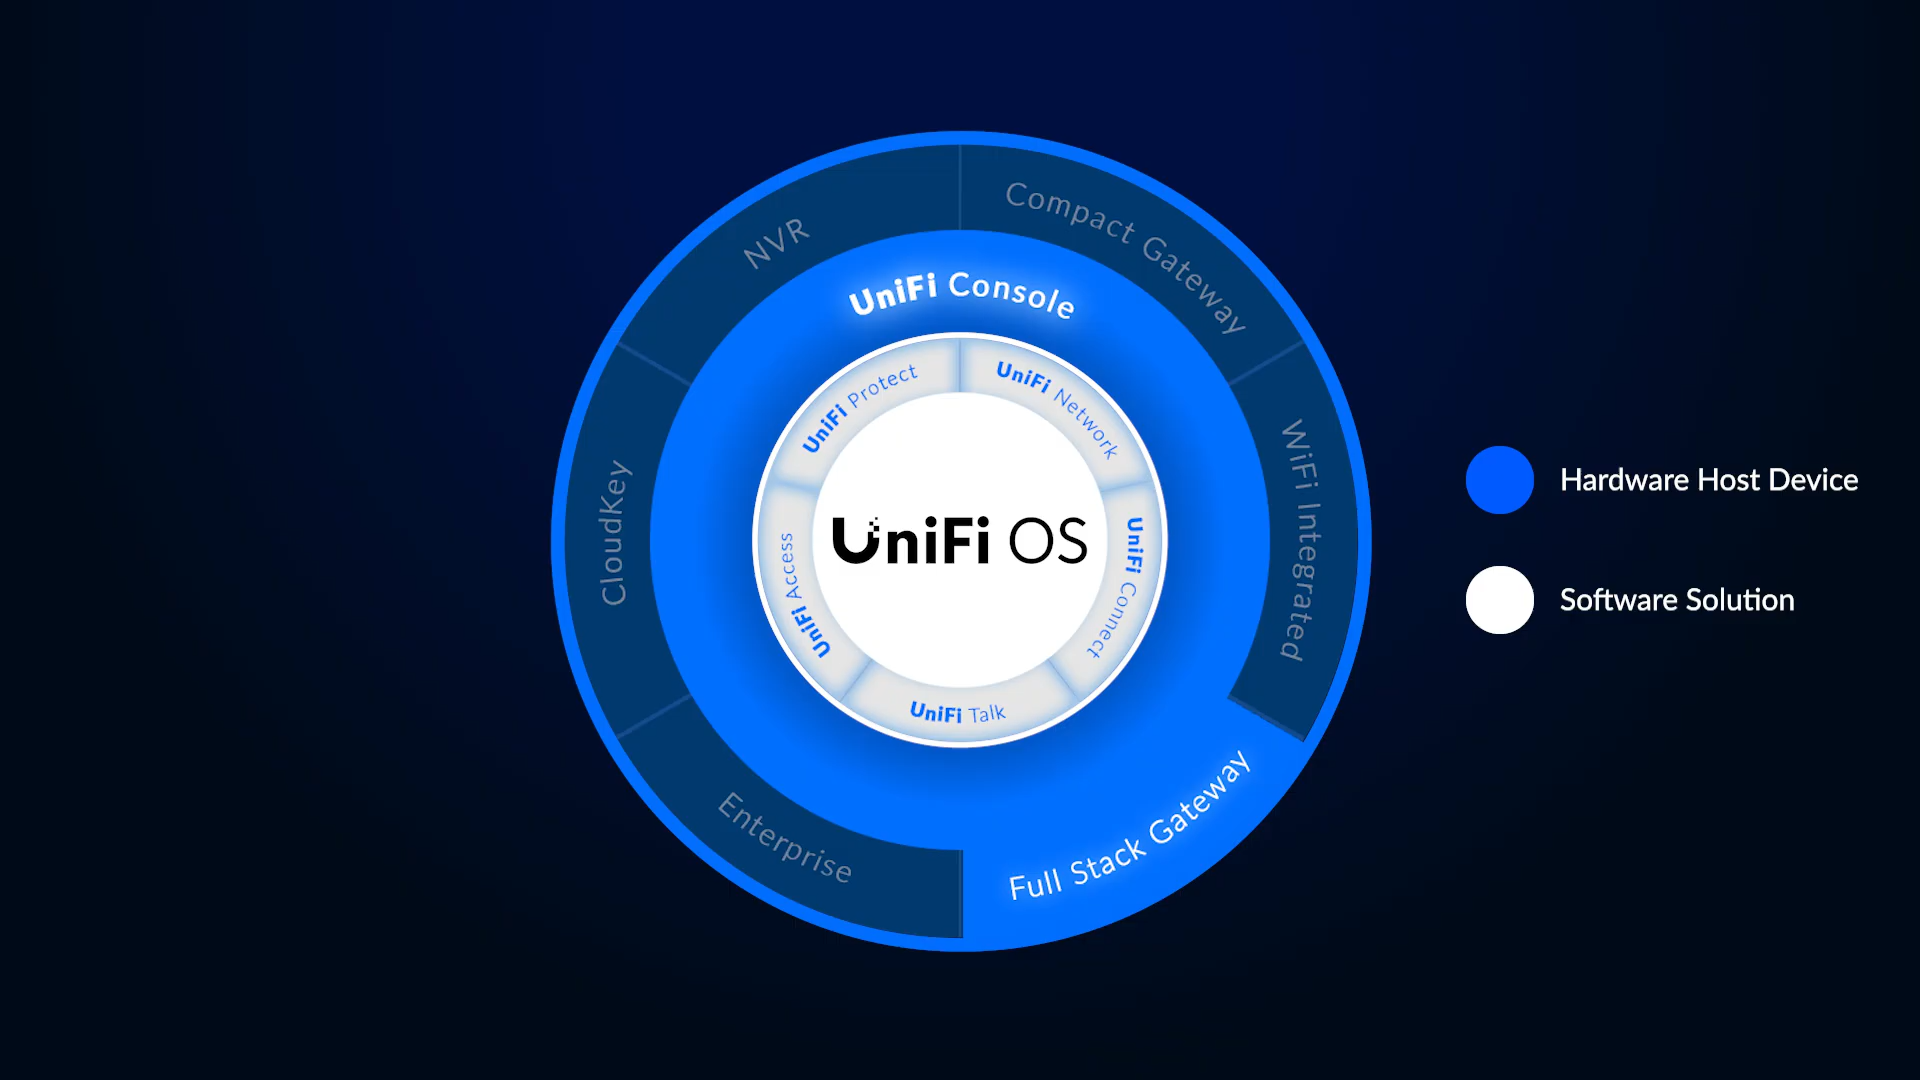 NVR
Compact Gateway
WiFi Integrated
Full Stack Gateway
Enterprise
CloudKey
UniFi Console
UniFi Protect
UniFi Network
UniFi Connect
UniFi Talk
UniFi Access
UniFi OS
Hardware Host Device
Software Solution